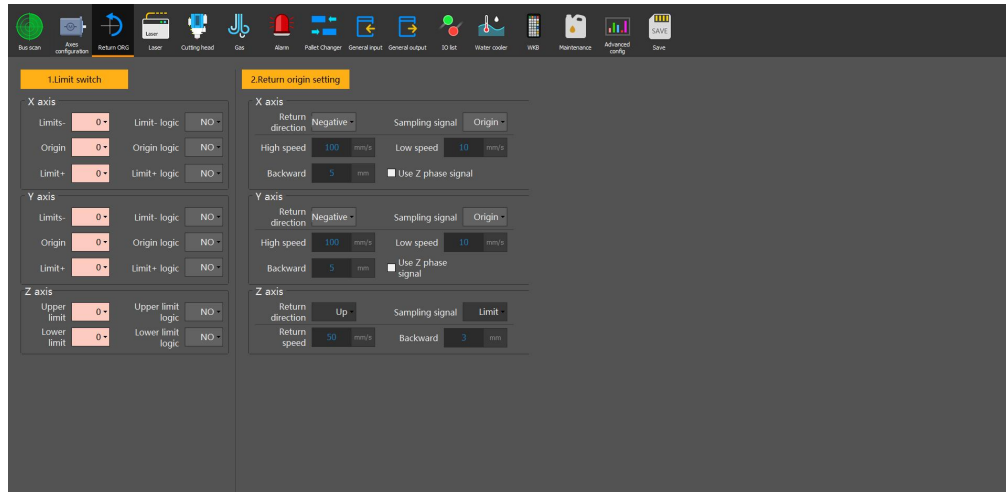 Bus scan
Axes
configuration
Return ORG
Laser
Laser
Cutting head
Gas
Alarm
Pallet Changer
General input
General output
IO list
Water cooler
WKB
Maintenance
Advanced
config
SAVE
Save
1.Limit switch
X axis
Limits- 0 Limit- logic NO
Origin 0 Origin logic NO
Limit+ 0 Limit+ logic NO
Y axis
Limits- 0 Limit- logic NO
Origin 0 Origin logic NO
Limit+ 0 Limit+ logic NO
Z axis
Upper
limit 0 Upper limit
logic NO
Lower
limit 0 Lower limit
logic NO
2.Return origin setting
X axis
Return
direction Negative Sampling signal Origin
High speed 100 mm/s Low speed 10 mm/s
Backward 5 mm Use Z phase signal
Y axis
Return
direction Negative Sampling signal Origin
High speed 100 mm/s Low speed 10 mm/s
Backward 5 mm Use Z phase
signal
Z axis
Return
direction Up Sampling signal Limit
Return
speed 50 mm/s Backward 3 mm